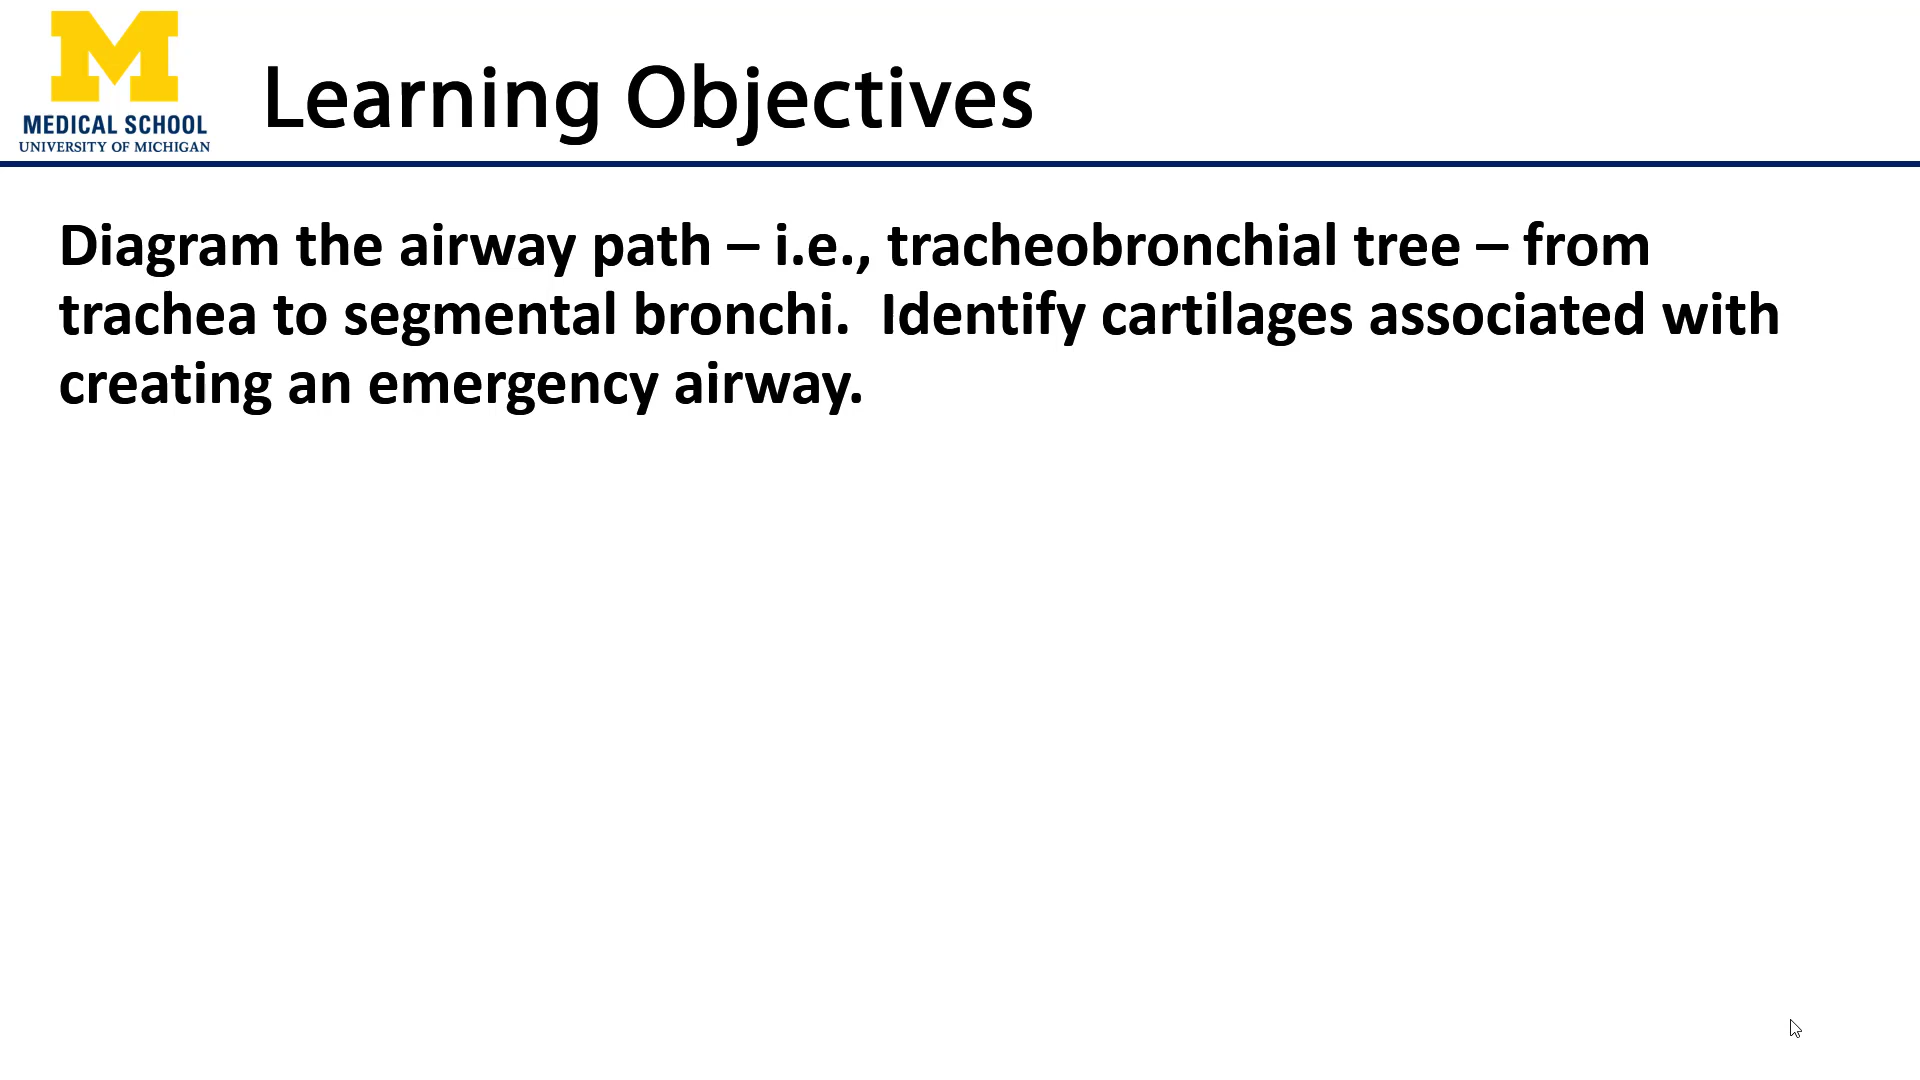 M
MEDICAL SCHOOL
UNIVERSITY OF MICHIGAN
Learning Objectives
Diagram the airway path – i.e., tracheobronchial tree – from
trachea to segmental bronchi.  Identify cartilages associated with
creating an emergency airway.